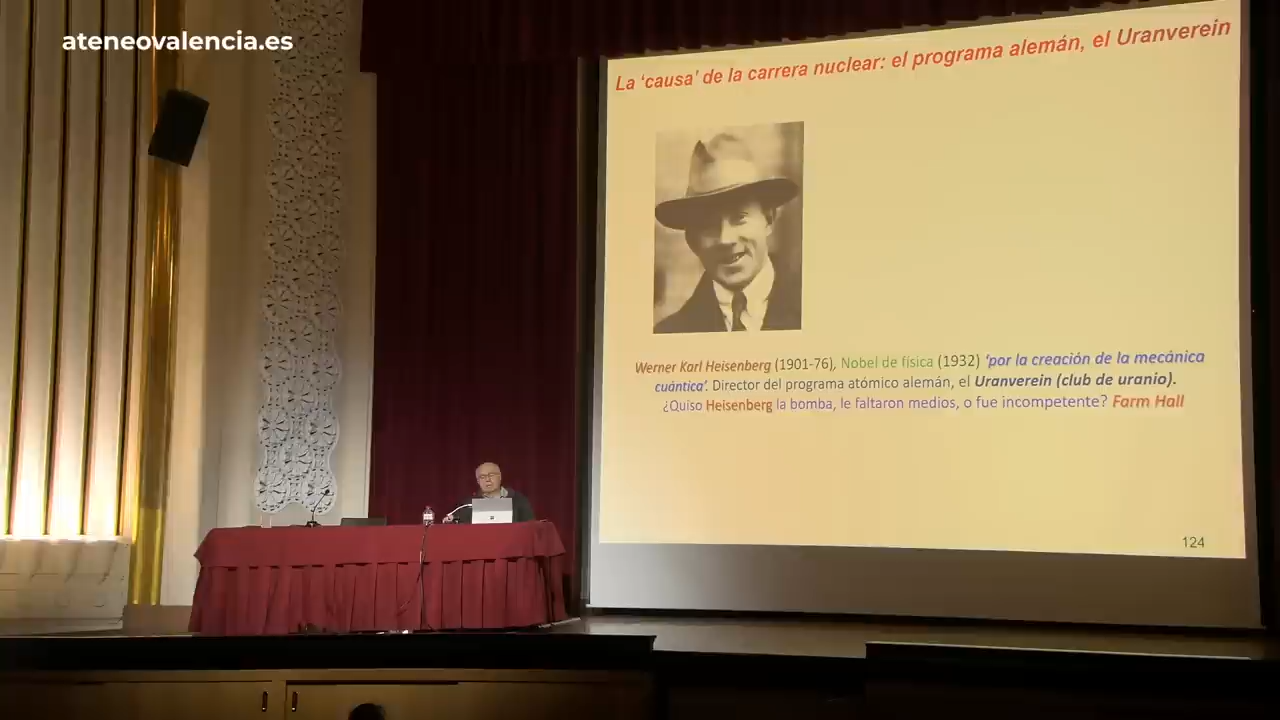 ateneovalencia.es
La 'causa' de la carrera nuclear: el programa alemán, el Uranverein
Werner Karl Heisenberg (1901-76), Nobel de física (1932) 'por la creación de la mecánica
cuántica'. Director del programa atómico alemán, el Uranverein (club de uranio).
¿Quiso Heisenberg la bomba, le faltaron medios, o fue incompetente? Farm Hall
124